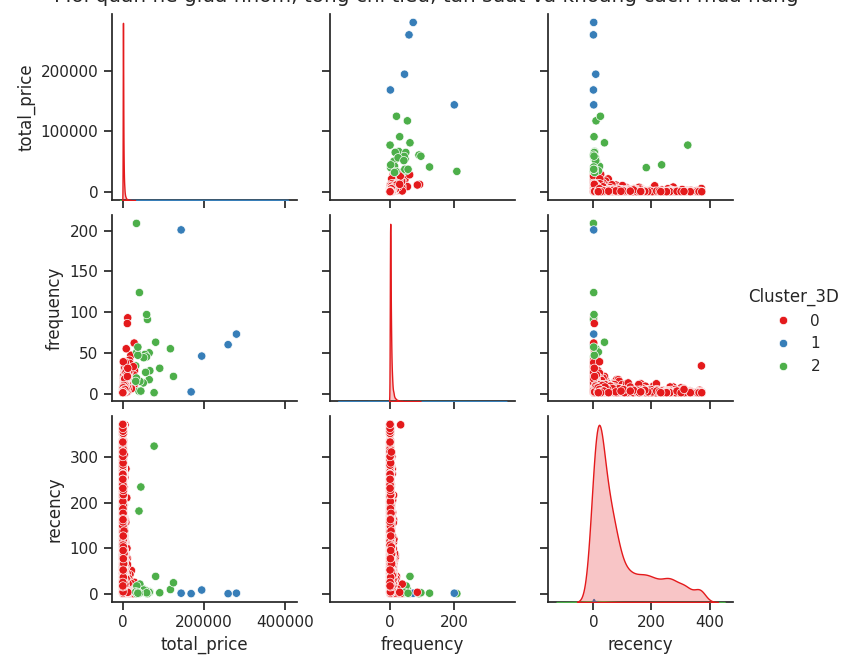 Mối quan hệ giữa nhóm, tổng chi tiêu, tần suất và khoảng cách mua hàng
total_price
200000
100000
0
frequency
200
150
100
50
0
Cluster_3D
0
1
2
recency
300
200
100
0
0 200000 400000
0 200
0 200 400
total_price
frequency
recency